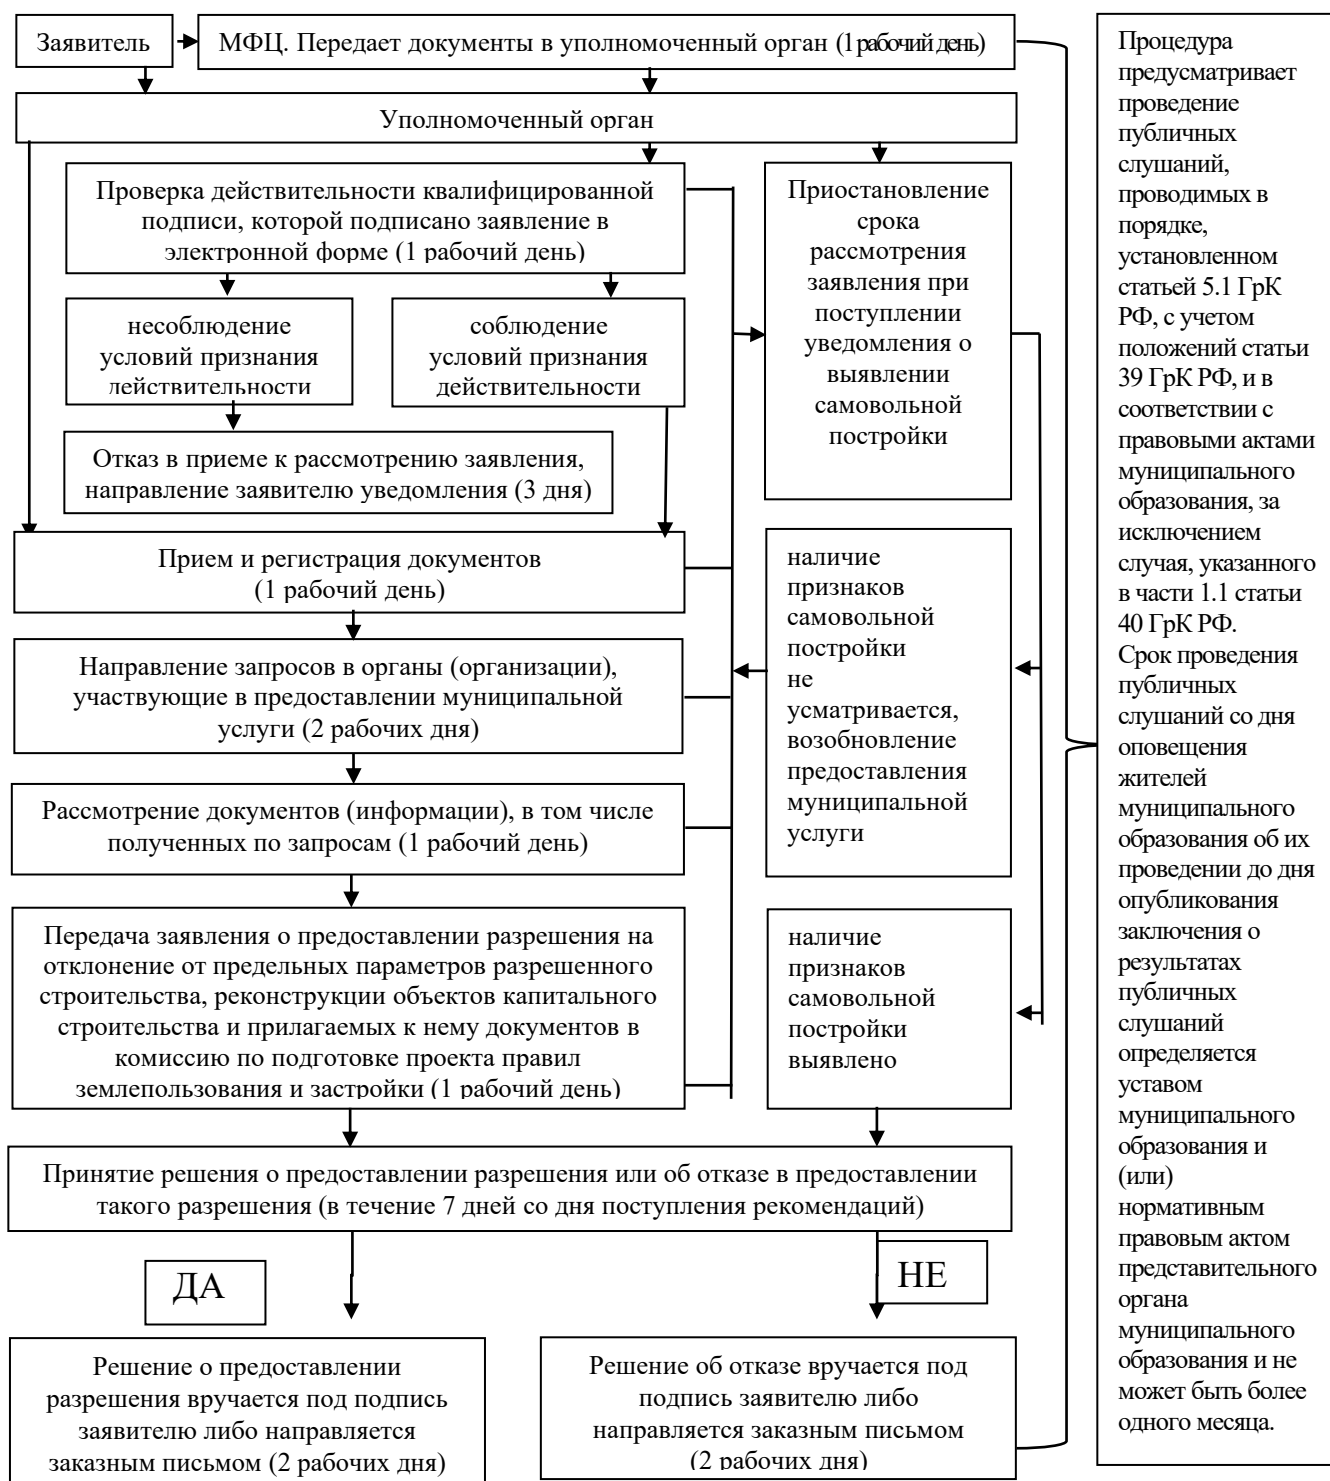 Заявитель
МФЦ. Передает документы в уполномоченный орган (1рабочий день)
Уполномоченный орган
Проверка действительности квалифицированной
подписи, которой подписано заявление в
электронной форме (1 рабочий день)
несоблюдение
условий признания
действительности
соблюдение
условий признания
действительности
Отказ в приеме к рассмотрению заявления,
направление заявителю уведомления (3 дня)
Прием и регистрация документов
(1 рабочий день)
Направление запросов в органы (организации),
участвующие в предоставлении муниципальной
услуги (2 рабочих дня)
Рассмотрение документов (информации), в том числе
полученных по запросам (1 рабочий день)
Передача заявления о предоставлении разрешения на
отклонение от предельных параметров разрешенного
строительства, реконструкции объектов капитального
строительства и прилагаемых к нему документов в
комиссию по подготовке проекта правил
землепользования и застройки (1 рабочий день)
Приостановление
срока
рассмотрения
заявления при
поступлении
уведомления о
выявлении
самовольной
постройки
наличие
признаков
самовольной
постройки
не
усматривается,
возобновление
предоставления
муниципальной
услуги
наличие
признаков
самовольной
постройки
выявлено
Принятие решения о предоставлении разрешения или об отказе в предоставлении
такого разрешения (в течение 7 дней со дня поступления рекомендаций)
ДА
НЕ
Решение о предоставлении
разрешения вручается под подпись
заявителю либо направляется
заказным письмом (2 рабочих дня)
Решение об отказе вручается под
подпись заявителю либо
направляется заказным письмом
(2 рабочих дня)
Процедура
предусматривает
проведение
публичных
слушаний,
проводимых в
порядке,
установленном
статьей 5.1 ГрК
РФ, с учетом
положений статьи
39 ГрК РФ, и в
соответствии с
правовыми актами
муниципального
образования, за
исключением
случая, указанного
в части 1.1 статьи
40 ГрК РФ.
Срок проведения
публичных
слушаний со дня
оповещения
жителей
муниципального
образования об их
проведении до дня
опубликования
заключения о
результатах
публичных
слушаний
определяется
уставом
муниципального
образования и
(или)
нормативным
правовым актом
представительного
органа
муниципального
образования и не
может быть более
одного месяца.